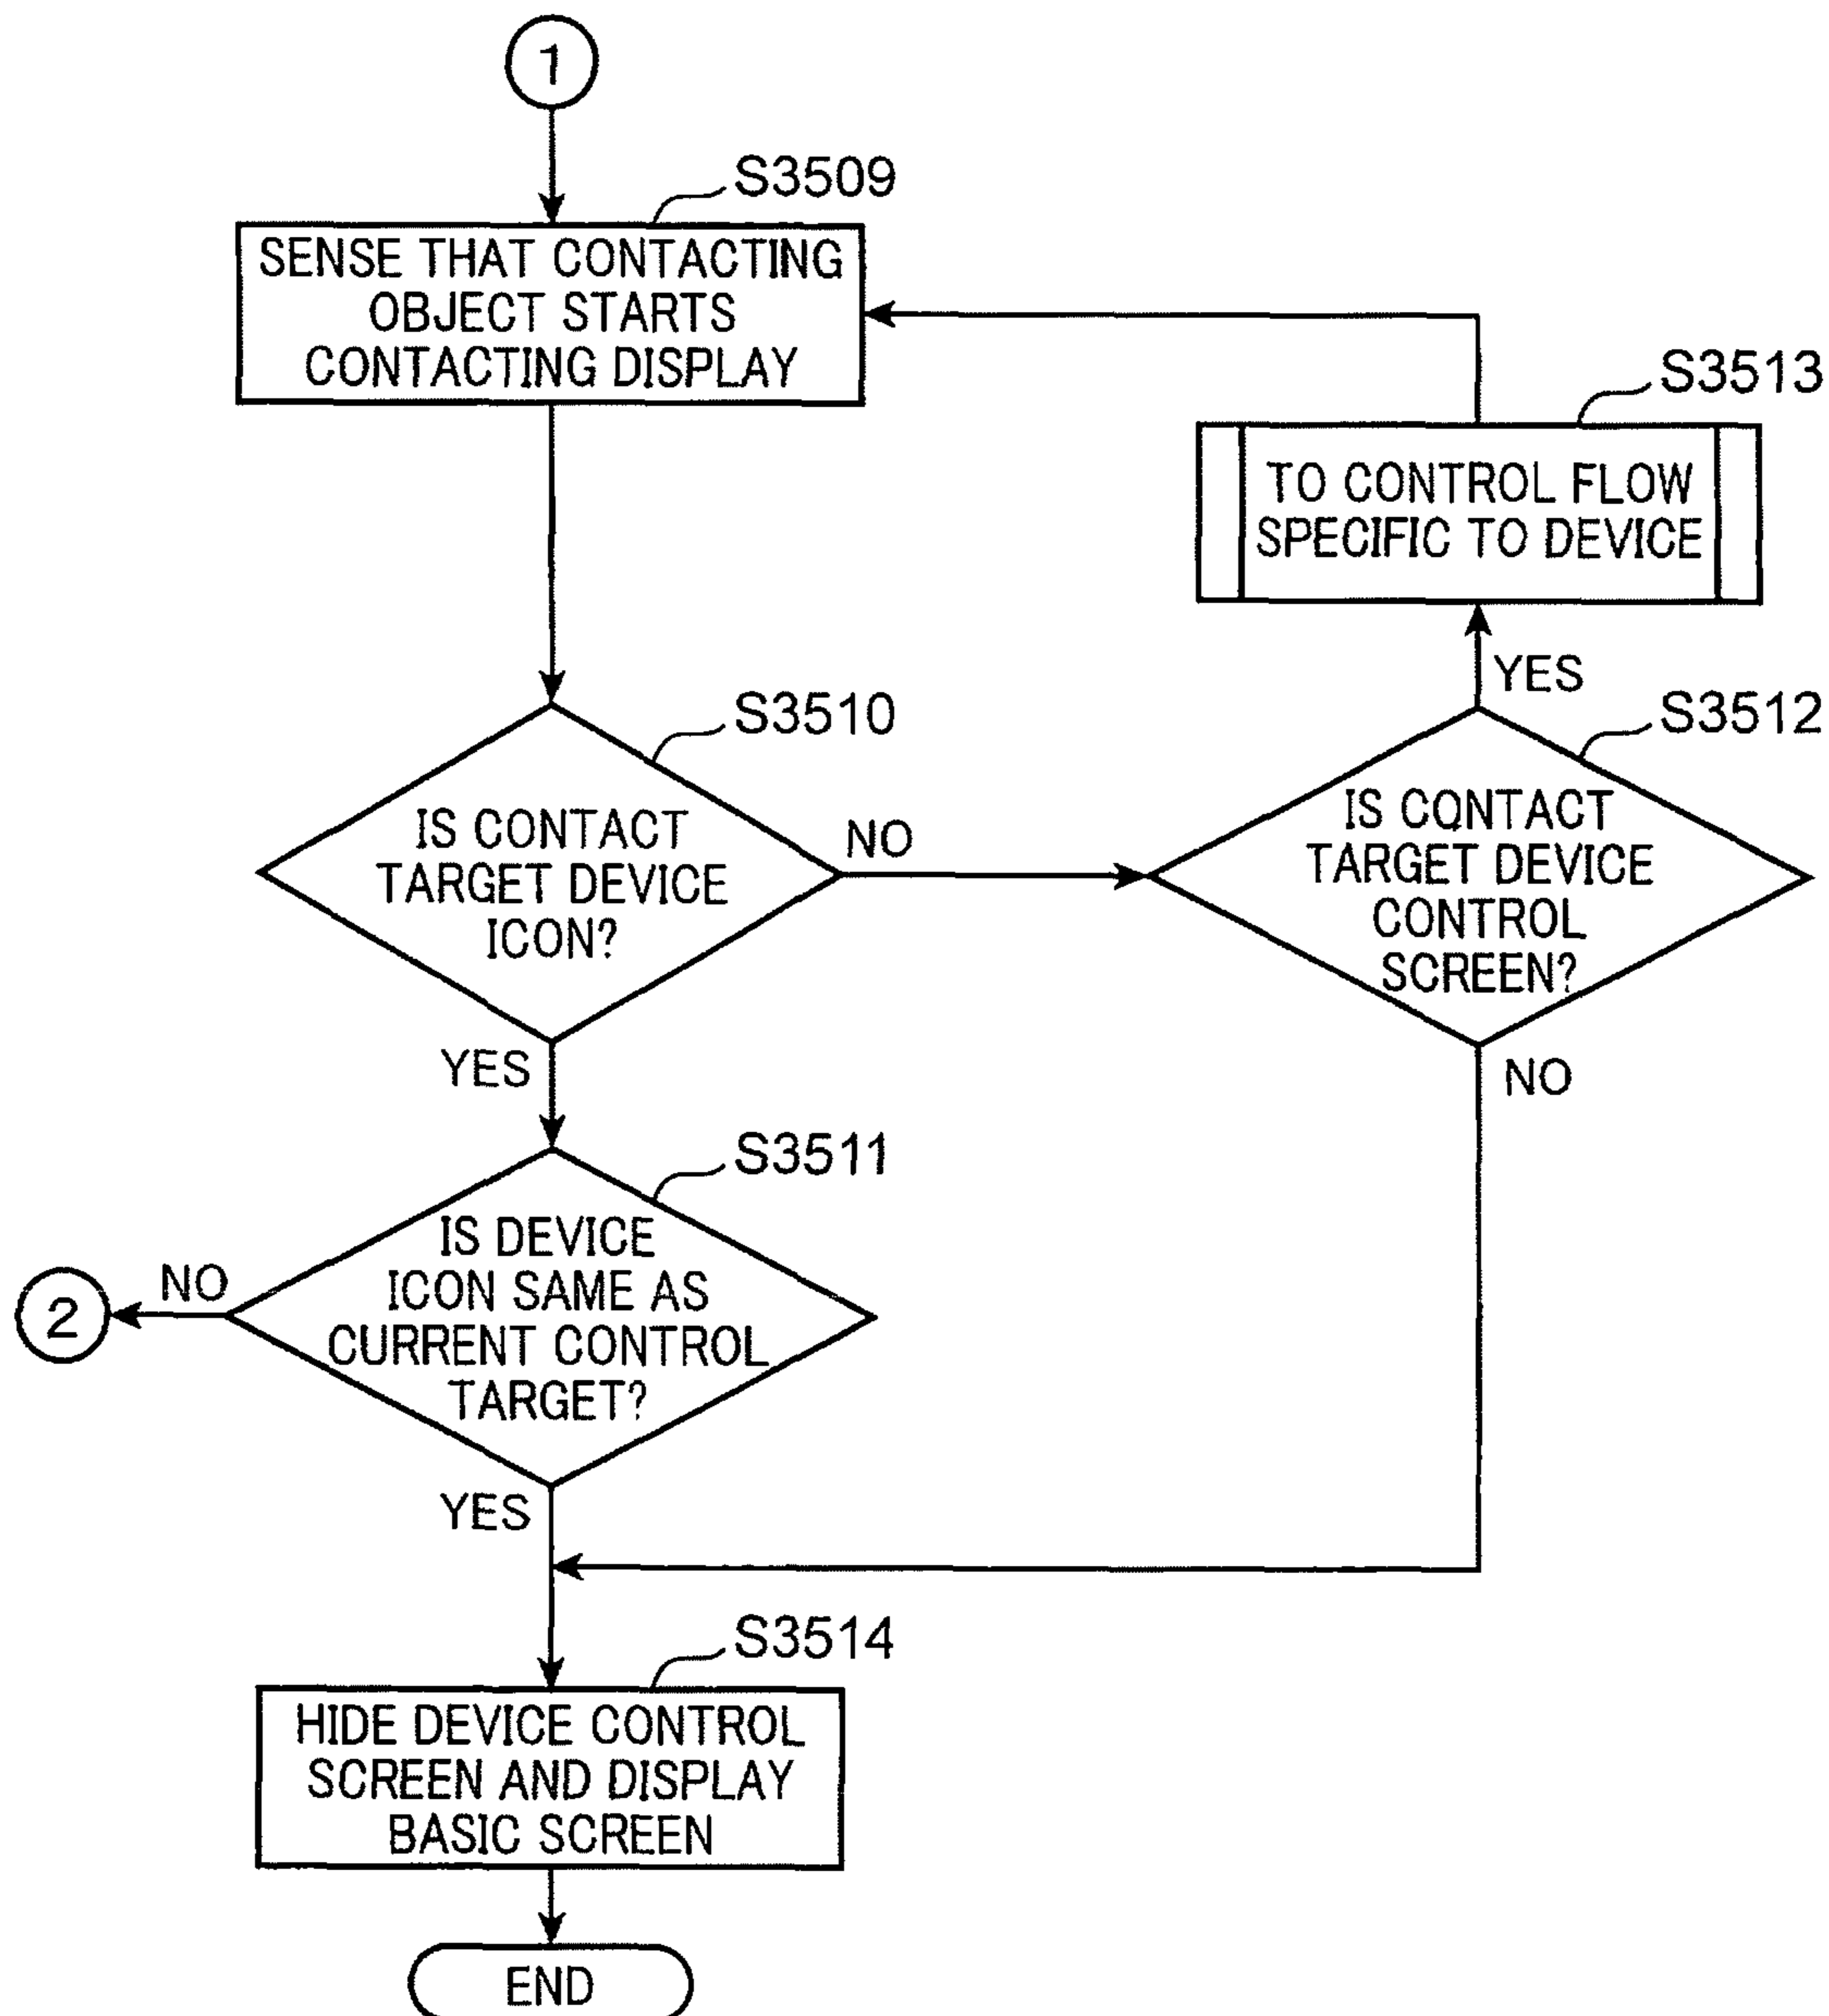 1
S3509
SENSE THAT CONTACTING
OBJECT STARTS
CONTACTING DISPLAY
S3513
TO CONTROL FLOW
SPECIFIC TO DEVICE
YES
S3510
IS CONTACT
TARGET DEVICE
ICON?
NO
S3512
IS CONTACT
TARGET DEVICE
CONTROL
SCREEN?
YES
NO
S3511
IS DEVICE
ICON SAME AS
CURRENT CONTROL
TARGET?
NO
2
YES
S3514
HIDE DEVICE CONTROL
SCREEN AND DISPLAY
BASIC SCREEN
END